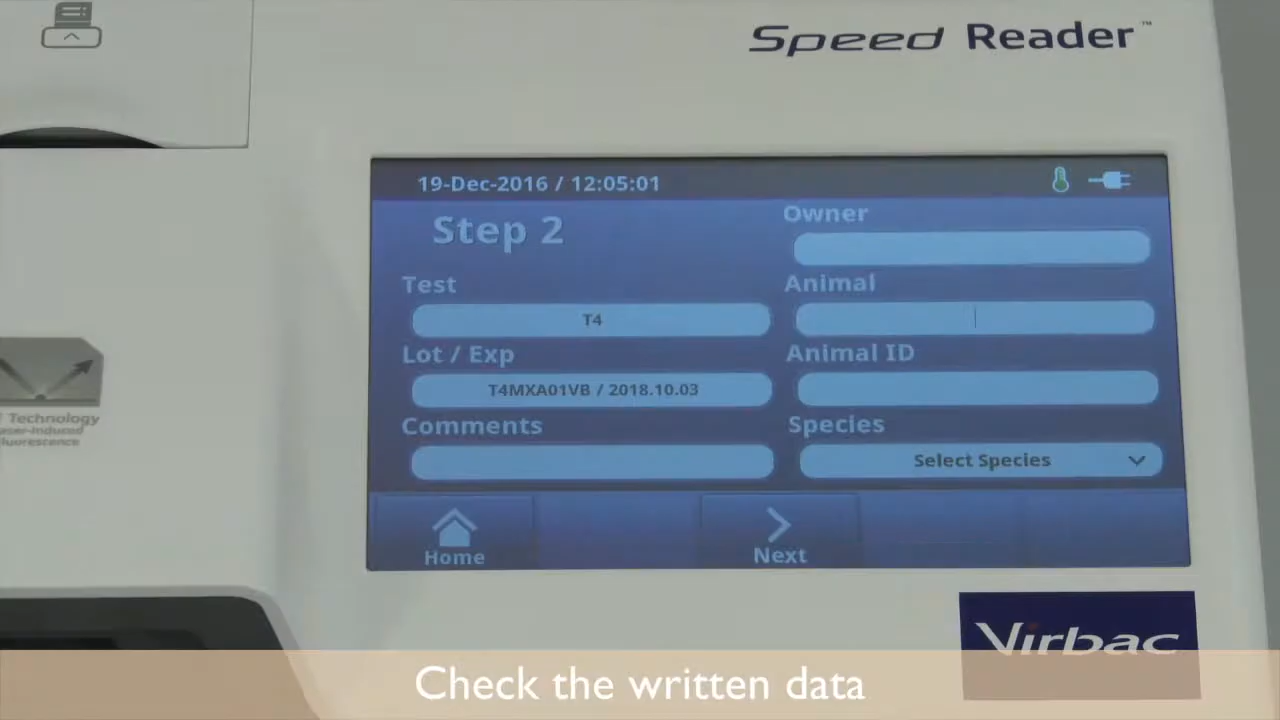 Speed Reader™
19-Dec-2016 / 12:05:01
Step 2
Owner
Test
T4
Animal
Lot / Exp
T4MXA01VB / 2018.10.03
Animal ID
Comments
Species
Select Species
Home
Next
Technology
Virbac
Check the written data